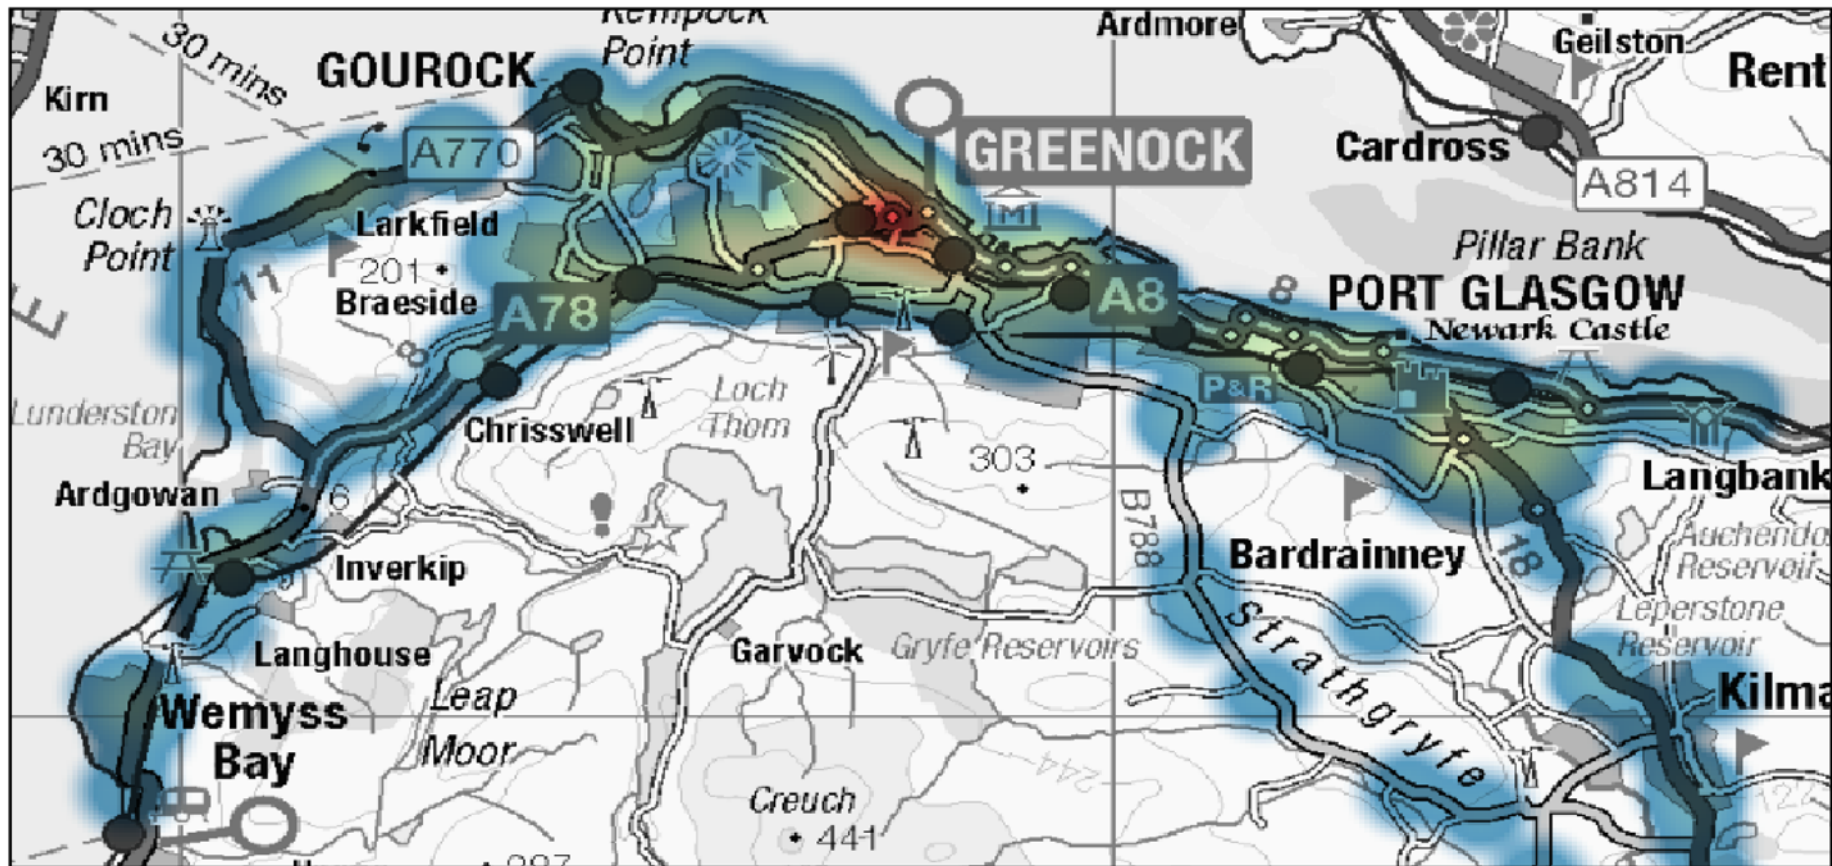 Kempock
Point
30 mins
GOUROCK
Kirn
30 mins
A770
Ardmore
Geilston
Rent
Cardross
A814
GREENOCK
Cloch
Point
Larkfield
201
11
Braeside
A78
A8
8
Pillar Bank
PORT GLASGOW
Newark Castle
E
8
P&R
Lunderston
Bay
Chrisswell
Loch
Thom
303
Langbank
Ardgowan
6
B788
18
Auchendo
Reservoir
Inverkip
Bardrainney
Leperstone
Reservoir
Langhouse
Garvock
Gryfe Reservoirs
Strathgryfe
Kilma
Leap
Moor
Wemyss
Bay
244
122
Creuch
441